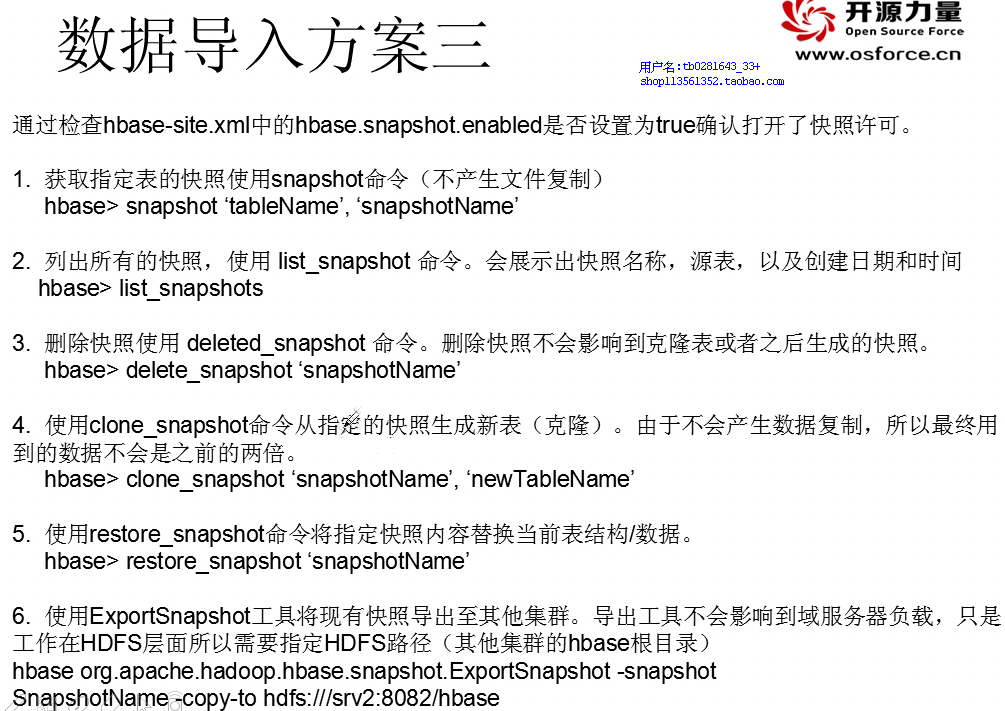 数据导入方案三
开源力量
Open Source Force
www.osforce.cn
用户名:tb0281643_33+
shop113561352.taobao.com
通过检查hbase-site.xml中的hbase.snapshot.enabled是否设置为true确认打开了快照许可。
1. 获取指定表的快照使用snapshot命令（不产生文件复制）
hbase> snapshot ‘tableName’, ‘snapshotName’
2. 列出所有的快照，使用 list_snapshot 命令。会展示出快照名称，源表，以及创建日期和时间
hbase> list_snapshots
3. 删除快照使用 deleted_snapshot 命令。删除快照不会影响到克隆表或者之后生成的快照。
hbase> delete_snapshot ‘snapshotName’
4. 使用clone_snapshot命令从指定的快照生成新表（克隆）。由于不会产生数据复制，所以最终用
到的数据不会是之前的两倍。
hbase> clone_snapshot ‘snapshotName’, ‘newTableName’
5. 使用restore_snapshot命令将指定快照内容替换当前表结构/数据。
hbase> restore_snapshot ‘snapshotName’
6. 使用ExportSnapshot工具将现有快照导出至其他集群。导出工具不会影响到域服务器负载，只是
工作在HDFS层面所以需要指定HDFS路径（其他集群的hbase根目录）
hbase org.apache.hadoop.hbase.snapshot.ExportSnapshot -snapshot
SnapshotName -copy-to hdfs:///srv2:8082/hbase